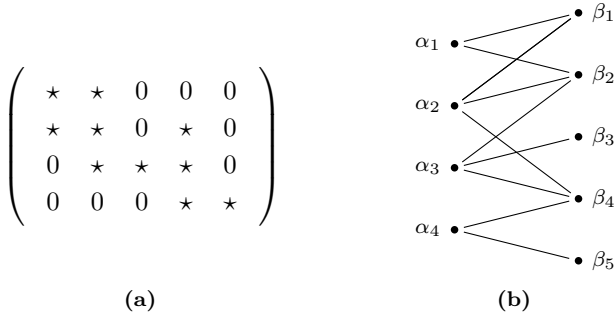 ⋆ ⋆ 0 0 0
⋆ ⋆ 0 ⋆ 0
0 ⋆ ⋆ ⋆ 0
0 0 0 ⋆ ⋆
(a)
α₁
α₂
α₃
α₄
β₁
β₂
β₃
β₄
β₅
(b)